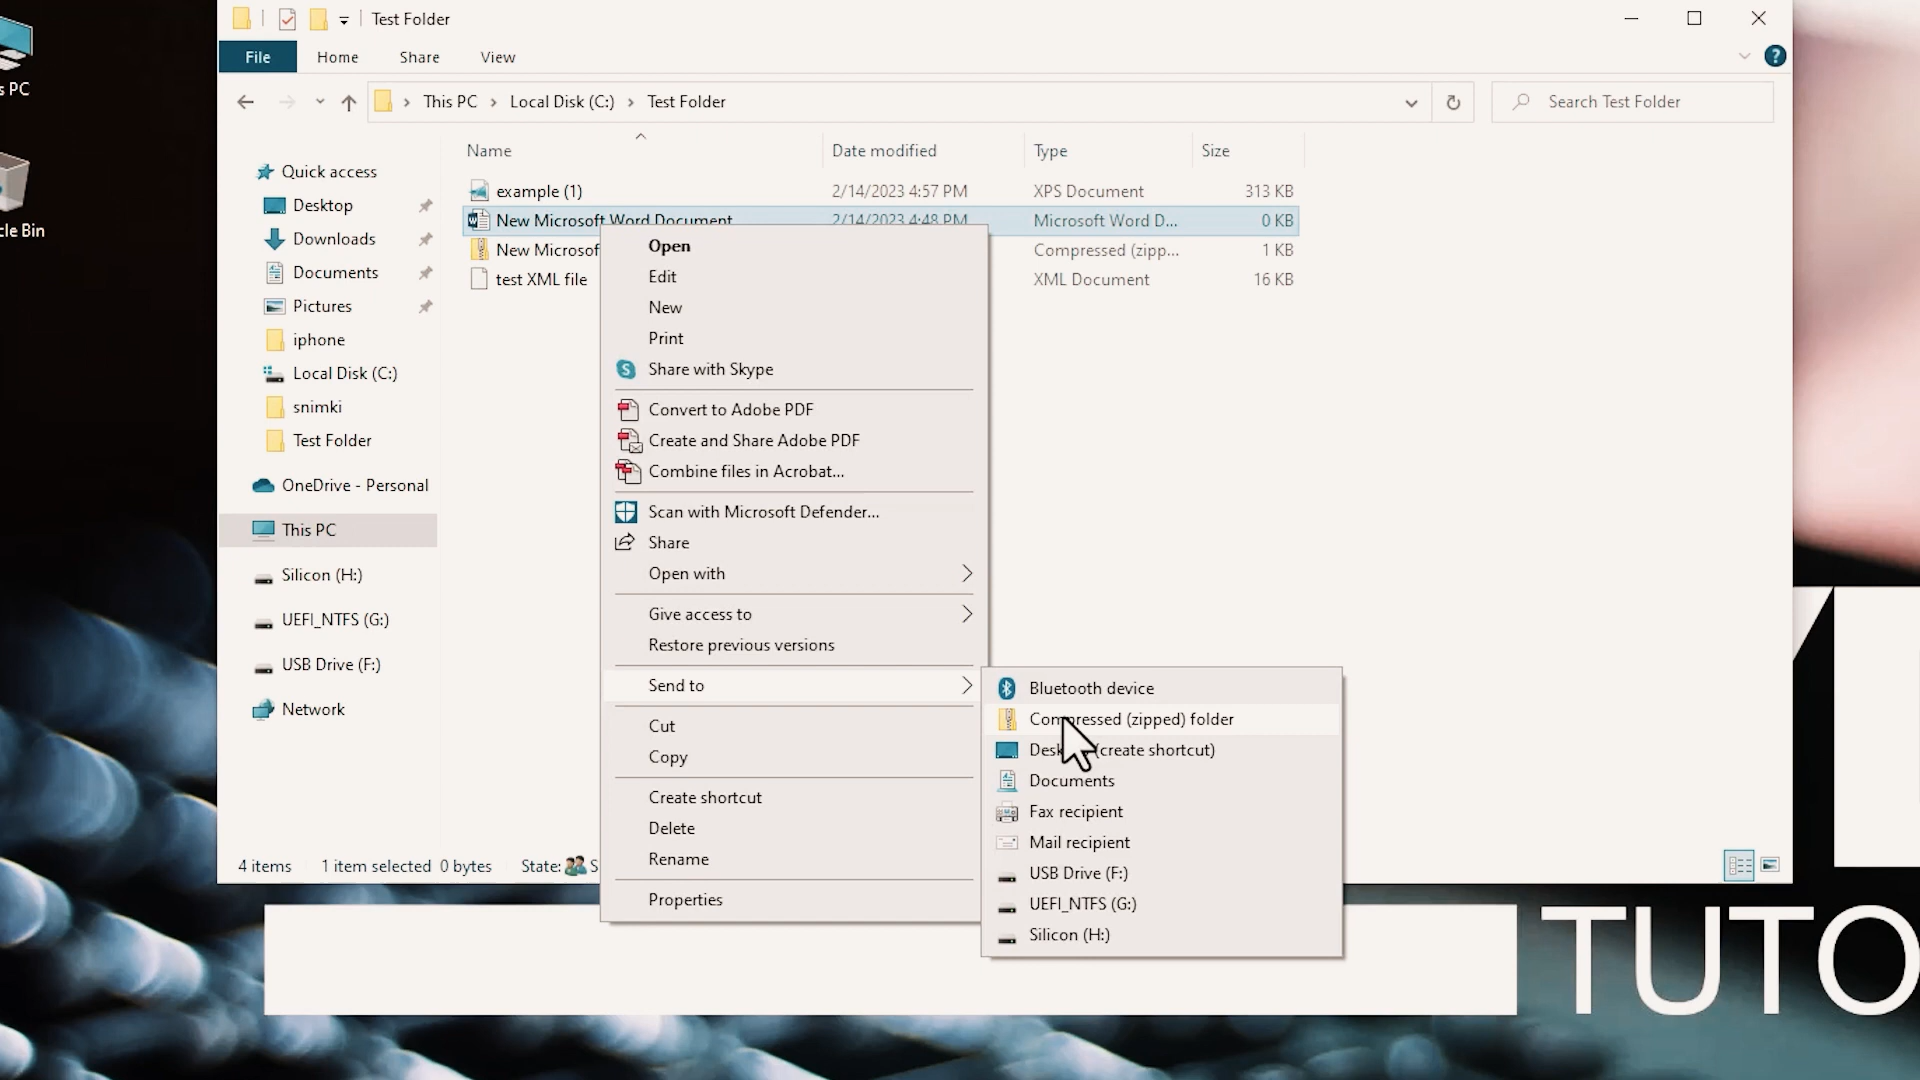 Test Folder
File Home Share View
This PC Local Disk (C:) Test Folder
Search Test Folder
s PC
cle Bin
Quick access
Desktop
Downloads
Documents
Pictures
iphone
Local Disk (C:)
snimki
Test Folder
OneDrive - Personal
This PC
Silicon (H:)
UEFI_NTFS (G:)
USB Drive (F:)
Network
Name Date modified Type Size
example (1) 2/14/2023 4:57 PM XPS Document 313 KB
New Microsoft Word Document 2/14/2023 4:48 PM Microsoft Word D... 0 KB
New Microsof Compressed (zipp... 1 KB
test XML file XML Document 16 KB
Open
Edit
New
Print
Share with Skype
Convert to Adobe PDF
Create and Share Adobe PDF
Combine files in Acrobat...
Scan with Microsoft Defender...
Share
Open with
Give access to
Restore previous versions
Send to
Cut
Copy
Create shortcut
Delete
Rename
Properties
Bluetooth device
Compressed (zipped) folder
Desk (create shortcut)
Documents
Fax recipient
Mail recipient
USB Drive (F:)
UEFI_NTFS (G:)
Silicon (H:)
4 items 1 item selected 0 bytes State: S
TUTO